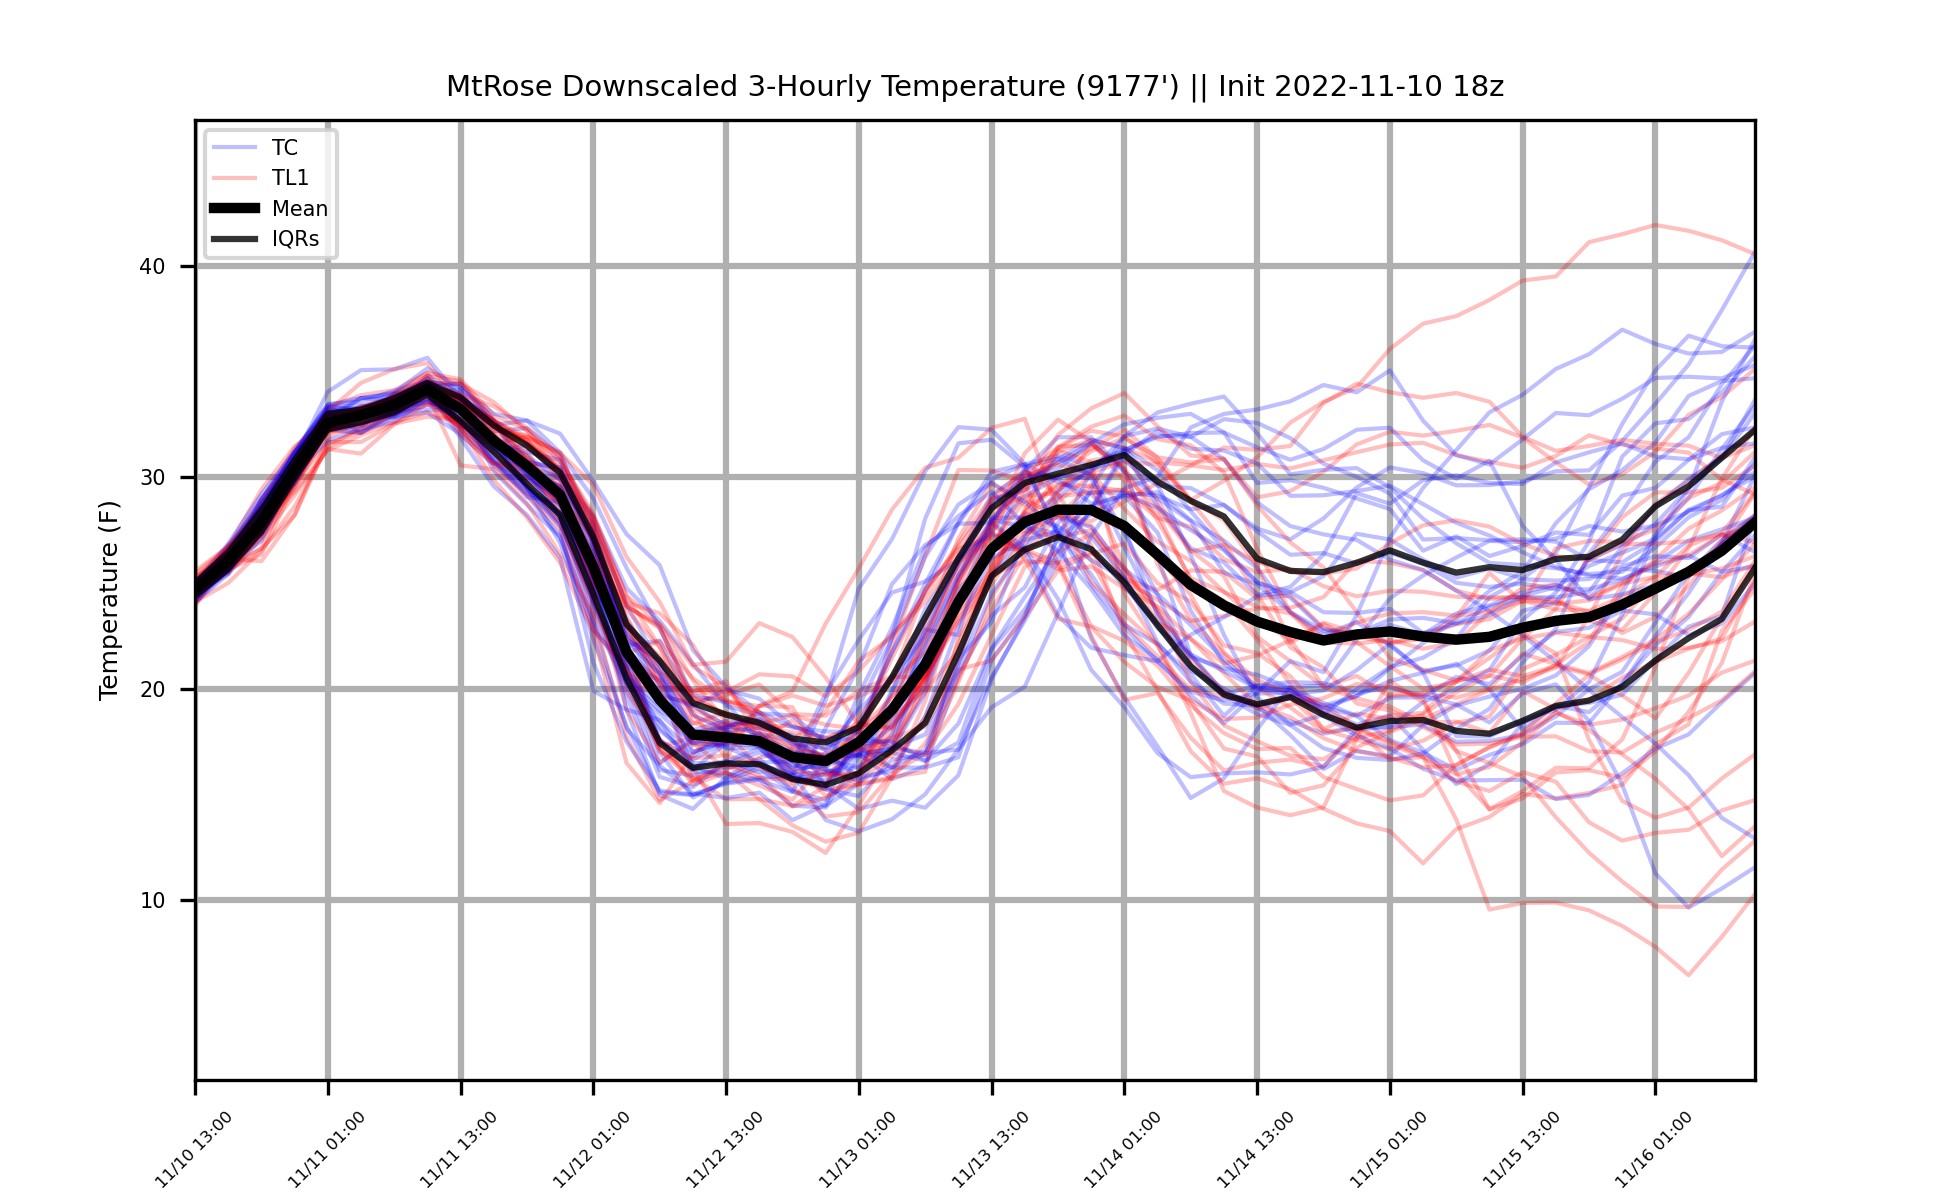 MtRose Downscaled 3-Hourly Temperature (9177') || Init 2022-11-10 18z
TC
TL1
Mean
IQRs
Temperature (F)
40
30
20
10
11/10 13:00
11/11 01:00
11/11 13:00
11/12 01:00
11/12 13:00
11/13 01:00
11/13 13:00
11/14 01:00
11/14 13:00
11/15 01:00
11/15 13:00
11/16 01:00